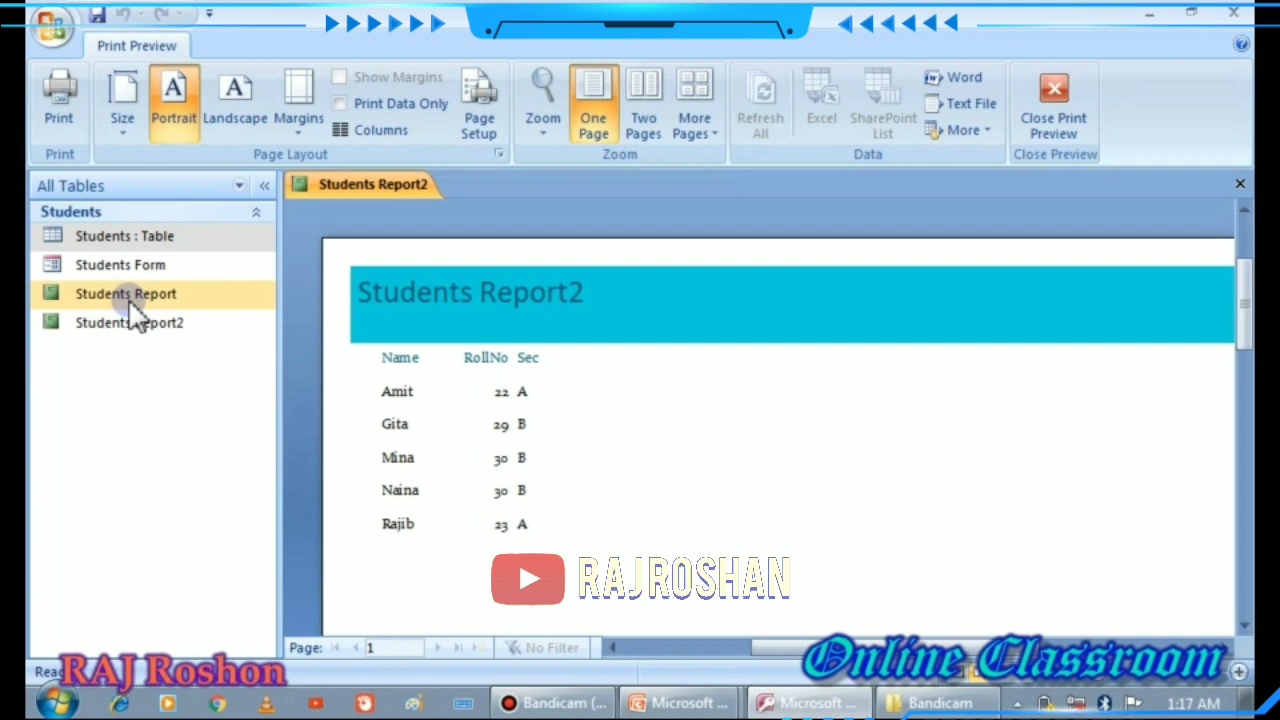 Print Preview
Print
Size
Portrait
Landscape
Margins
Show Margins
Print Data Only
Columns
Page Setup
Zoom
One Page
Two Pages
More Pages
Refresh All
Excel
SharePoint List
Word
Text File
More
Close Print Preview
Print
Page Layout
Zoom
Data
Close Preview
All Tables
Students
Students : Table
Students Form
Students Report
Students Report2
Students Report2
Students Report2
Name RollNo Sec
Amit 22 A
Gita 29 B
Mina 30 B
Naina 30 B
Rajib 23 A
RAJROSHAN
Page: 1 No Filter
RAJ Roshon
Online Classroom
Bandicam (...
Microsoft ...
Microsoft ...
Bandicam
1:17 AM